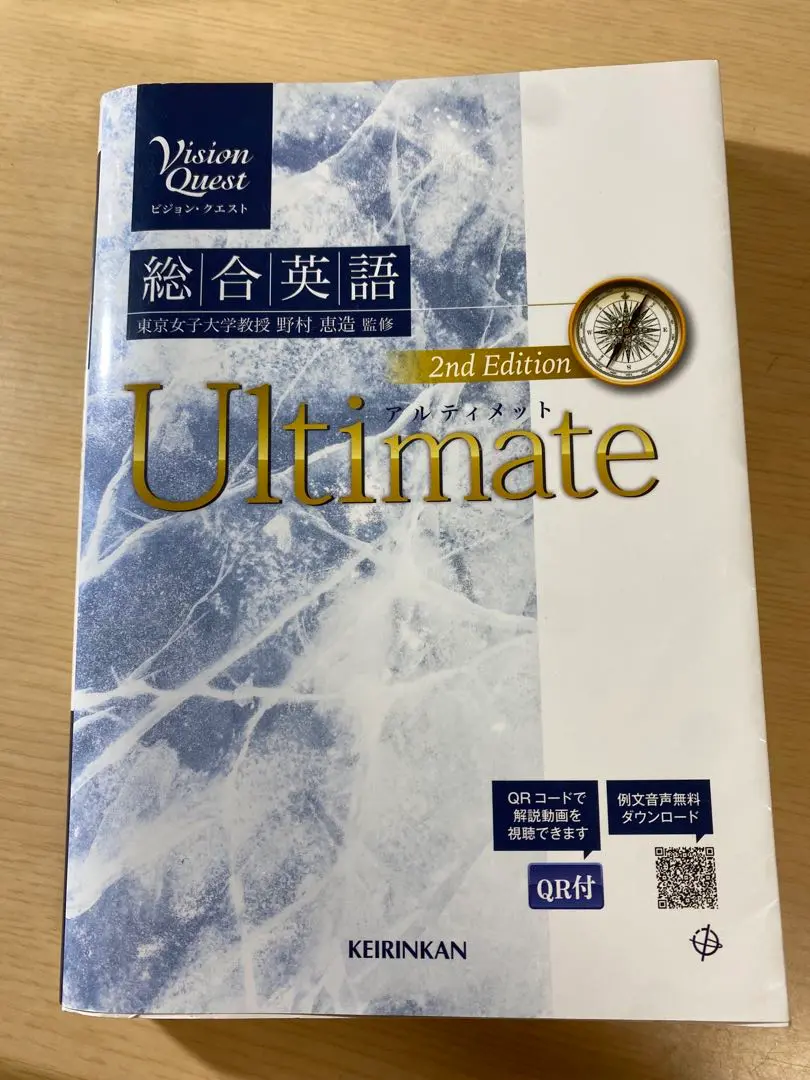 Vision
Quest
ビジョン・クエスト
総合英語
東京女子大学教授 野村 恵造 監修
2nd Edition
アルティメット
Ultimate
N
W
E
S
QRコードで
解説動画を
視聴できます
例文音声無料
ダウンロード
QR付
KEIRINKAN